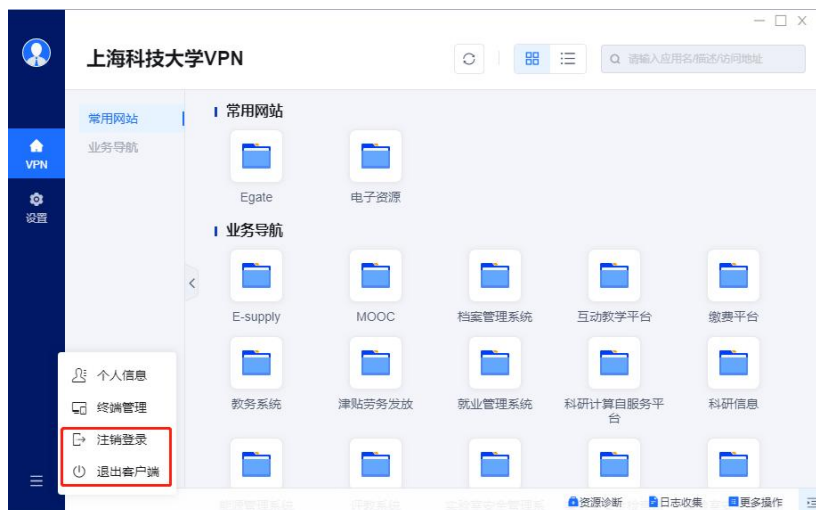 上海科技大学VPN
请输入应用名/描述/访问地址
VPN
设置
常用网站
业务导航
常用网站
Egate
电子资源
业务导航
E-supply
MOOC
档案管理系统
互动教学平台
缴费平台
教务系统
津贴劳务发放
就业管理系统
科研计算自服务平
台
科研信息
个人信息
终端管理
注销登录
退出客户端
资源诊断
日志收集
更多操作